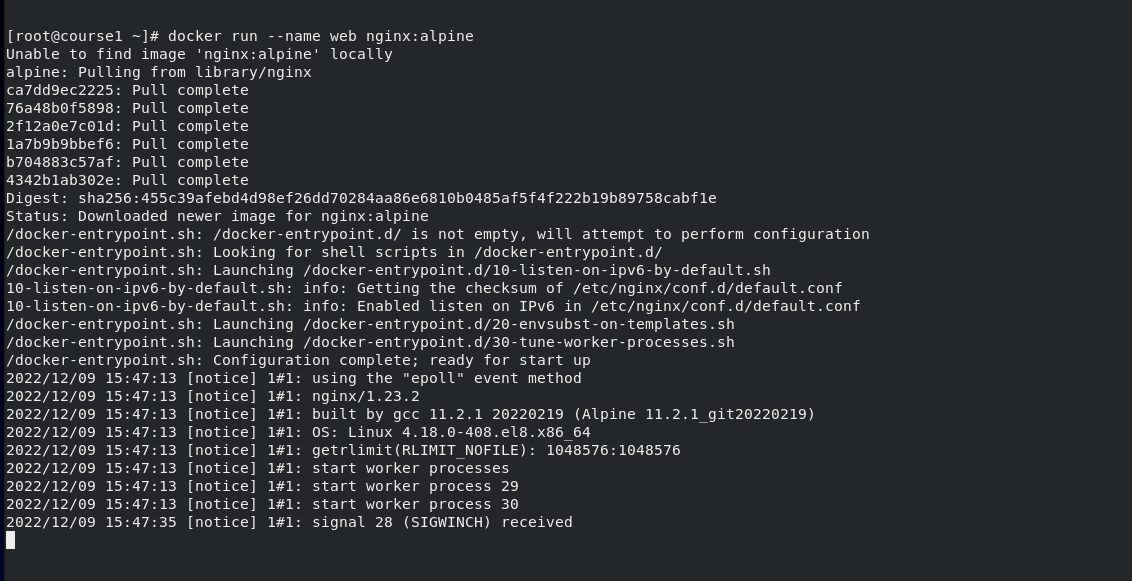 [root@course1 ~]# docker run --name web nginx:alpine
Unable to find image 'nginx:alpine' locally
alpine: Pulling from library/nginx
ca7dd9ec2225: Pull complete
76a48b0f5898: Pull complete
2f12a0e7c01d: Pull complete
1a7b9b9bbef6: Pull complete
b704883c57af: Pull complete
4342b1ab302e: Pull complete
Digest: sha256:455c39afebd4d98ef26dd70284aa86e6810b0485af5f4f222b19b89758cabf1e
Status: Downloaded newer image for nginx:alpine
/docker-entrypoint.sh: /docker-entrypoint.d/ is not empty, will attempt to perform configuration
/docker-entrypoint.sh: Looking for shell scripts in /docker-entrypoint.d/
/docker-entrypoint.sh: Launching /docker-entrypoint.d/10-listen-on-ipv6-by-default.sh
10-listen-on-ipv6-by-default.sh: info: Getting the checksum of /etc/nginx/conf.d/default.conf
10-listen-on-ipv6-by-default.sh: info: Enabled listen on IPv6 in /etc/nginx/conf.d/default.conf
/docker-entrypoint.sh: Launching /docker-entrypoint.d/20-envsubst-on-templates.sh
/docker-entrypoint.sh: Launching /docker-entrypoint.d/30-tune-worker-processes.sh
/docker-entrypoint.sh: Configuration complete; ready for start up
2022/12/09 15:47:13 [notice] 1#1: using the "epoll" event method
2022/12/09 15:47:13 [notice] 1#1: nginx/1.23.2
2022/12/09 15:47:13 [notice] 1#1: built by gcc 11.2.1 20220219 (Alpine 11.2.1_git20220219)
2022/12/09 15:47:13 [notice] 1#1: OS: Linux 4.18.0-408.el8.x86_64
2022/12/09 15:47:13 [notice] 1#1: getrlimit(RLIMIT_NOFILE): 1048576:1048576
2022/12/09 15:47:13 [notice] 1#1: start worker processes
2022/12/09 15:47:13 [notice] 1#1: start worker process 29
2022/12/09 15:47:13 [notice] 1#1: start worker process 30
2022/12/09 15:47:35 [notice] 1#1: signal 28 (SIGWINCH) received